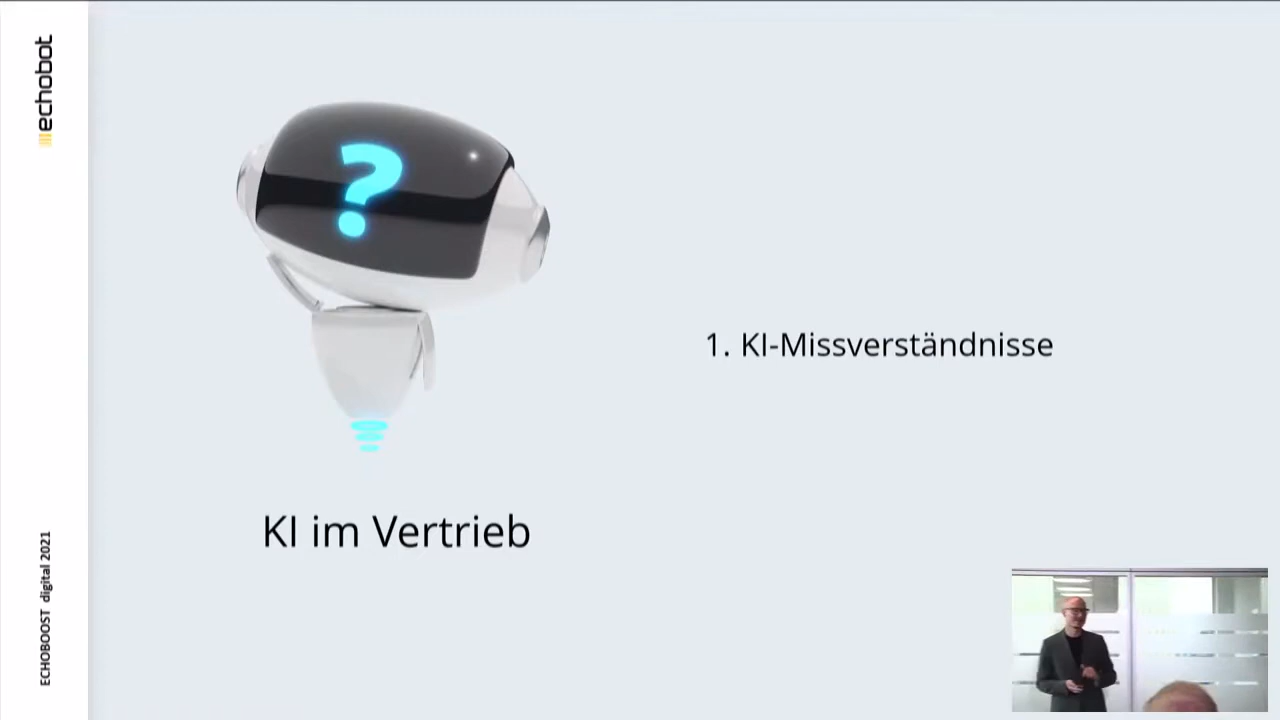 echobot
?
1. KI-Missverständnisse
KI im Vertrieb
ECHOBOOST digital 2021